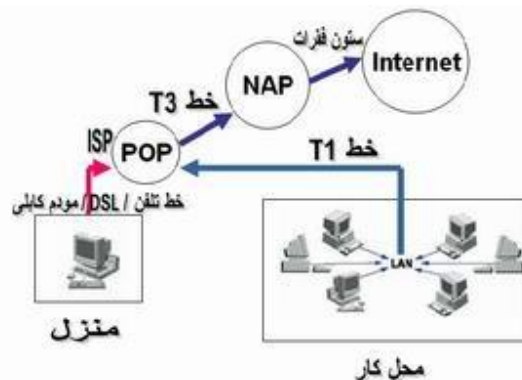 ستون فقرات
Internet
NAP
خط T3
ISP
POP
خط T1
خط تلفن / DSL/ مودم کابلی
LAN
منزل
محل کار